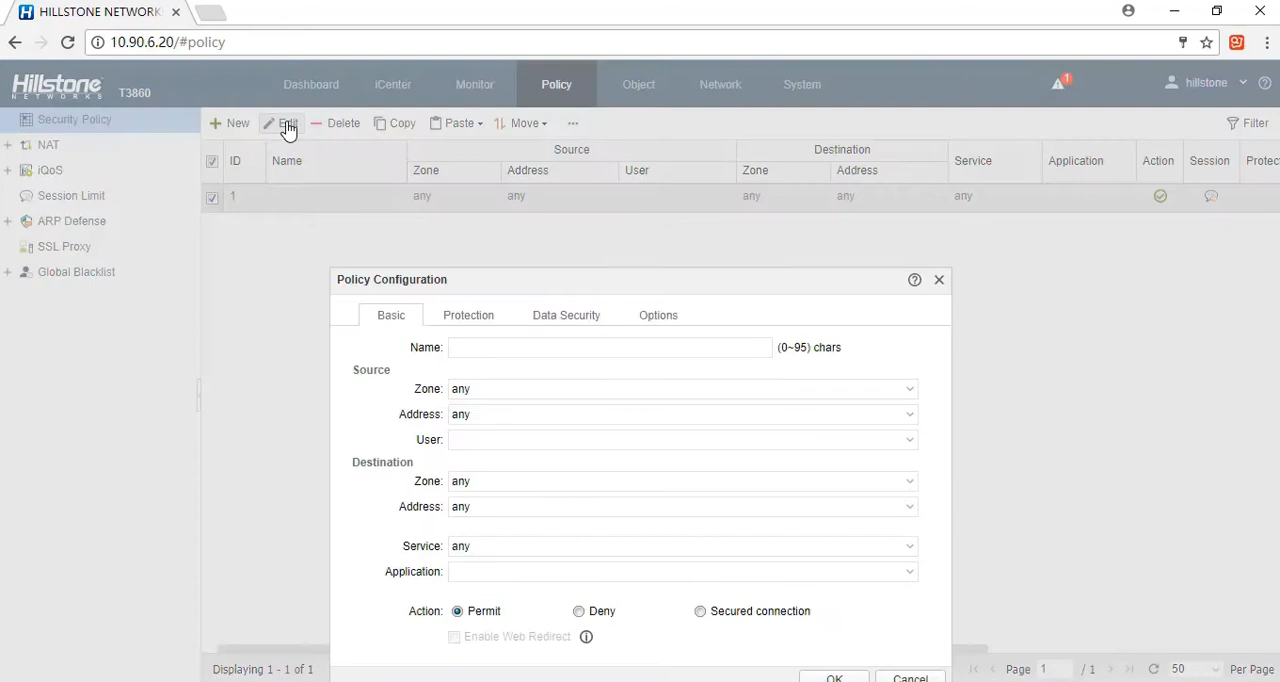 HILLSTONE NETWORK
10.90.6.20/#policy
Hillstone
NETWORKS
T3860
Dashboard
iCenter
Monitor
Policy
Object
Network
System
1
hillstone
Security Policy
NAT
iQoS
Session Limit
ARP Defense
SSL Proxy
Global Blacklist
New
Edit
Delete
Copy
Paste
Move
...
Filter
Source
Destination
ID
Name
Zone
Address
User
Zone
Address
Service
Application
Action
Session
Protec
1
any
any
any
any
any
Policy Configuration
Basic
Protection
Data Security
Options
Name:
(0~95) chars
Source
Zone: any
Address: any
User:
Destination
Zone: any
Address: any
Service: any
Application:
Action: Permit Deny Secured connection
Enable Web Redirect
OK
Cancel
Displaying 1 - 1 of 1
Page 1 / 1
50
Per Page